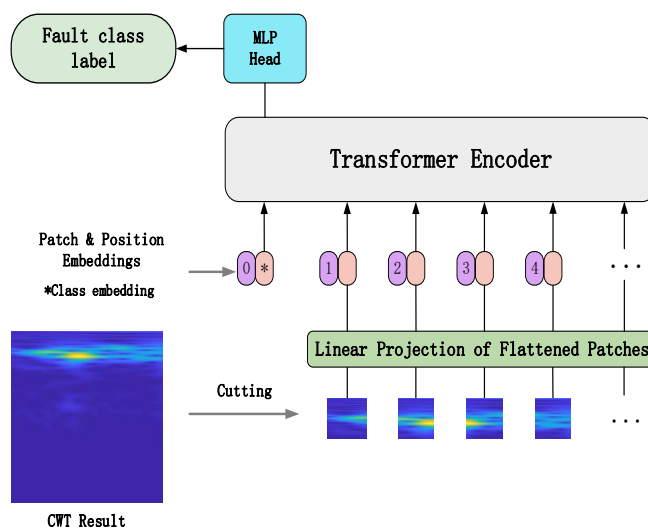 Fault class
label
MLP
Head
Transformer Encoder
Patch & Position
Embeddings
*Class embedding
0 * 1 2 3 4 ...
Linear Projection of Flattened Patches
Cutting
...
CWT Result